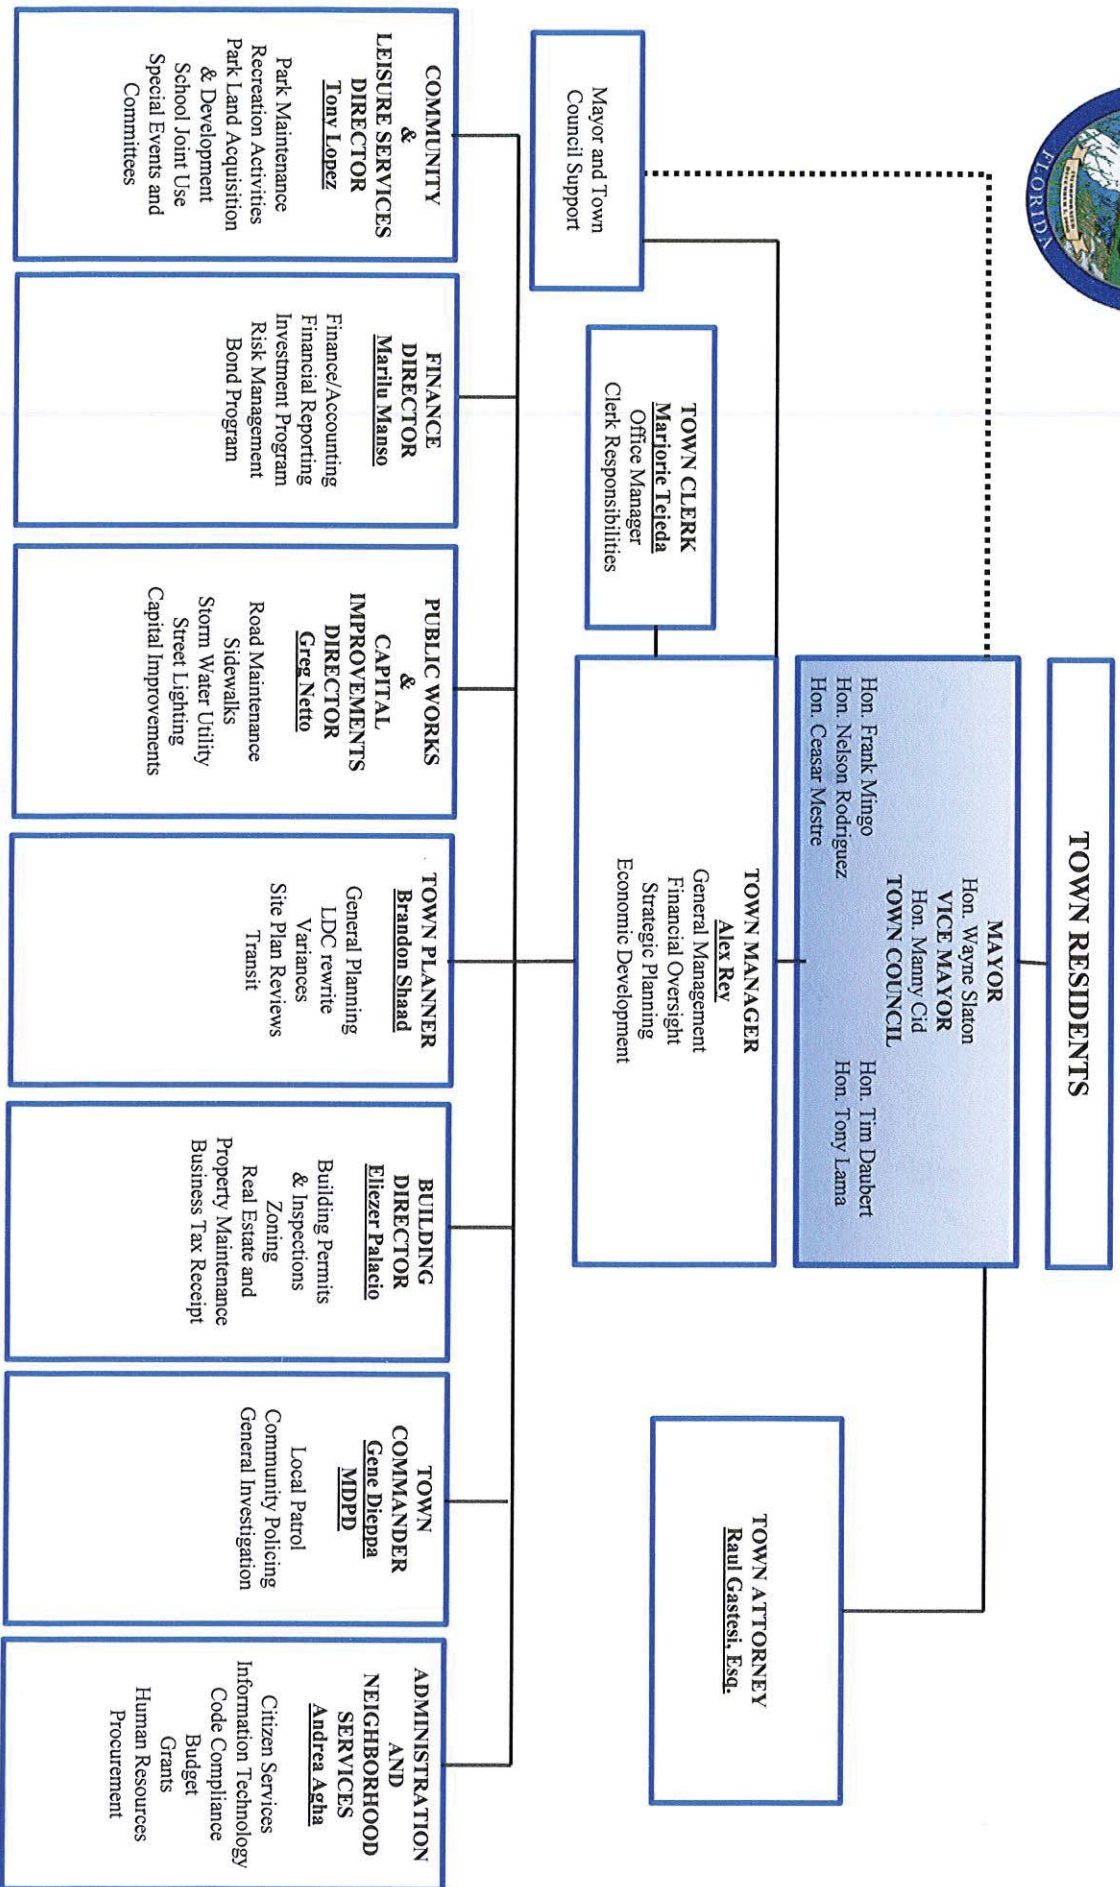 FLORIDA
TOWN RESIDENTS
MAYOR
Hon. Wayne Slaton
VICE MAYOR
Hon. Manny Cid
TOWN COUNCIL
Hon. Frank Mingo
Hon. Nelson Rodriguez
Hon. Ceasar Mestre
Hon. Tim Daubert
Hon. Tony Lama
TOWN ATTORNEY
Raul Gastesi, Esq.
TOWN MANAGER
Alex Rey
General Management
Financial Oversight
Strategic Planning
Economic Development
TOWN CLERK
Marjorie Tejeda
Office Manager
Clerk Responsibilities
Mayor and Town
Council Support
COMMUNITY
&
LEISURE SERVICES
DIRECTOR
Tony Lopez
Park Maintenance
Recreation Activities
Park Land Acquisition
& Development
School Joint Use
Special Events and
Committees
FINANCE
DIRECTOR
Marilu Manso
Finance/Accounting
Financial Reporting
Investment Program
Risk Management
Bond Program
PUBLIC WORKS
&
CAPITAL
IMPROVEMENTS
DIRECTOR
Greg Netto
Road Maintenance
Sidewalks
Storm Water Utility
Street Lighting
Capital Improvements
TOWN PLANNER
Brandon Shaad
General Planning
LDC rewrite
Variances
Site Plan Reviews
Transit
BUILDING
DIRECTOR
Eliezer Palacio
Building Permits
& Inspections
Zoning
Real Estate and
Property Maintenance
Business Tax Receipt
TOWN
COMMANDER
Gene Dieppa
MDPD
Local Patrol
Community Policing
General Investigation
ADMINISTRATION
AND
NEIGHBORHOOD
SERVICES
Andrea Agha
Citizen Services
Information Technology
Code Compliance
Budget
Grants
Human Resources
Procurement